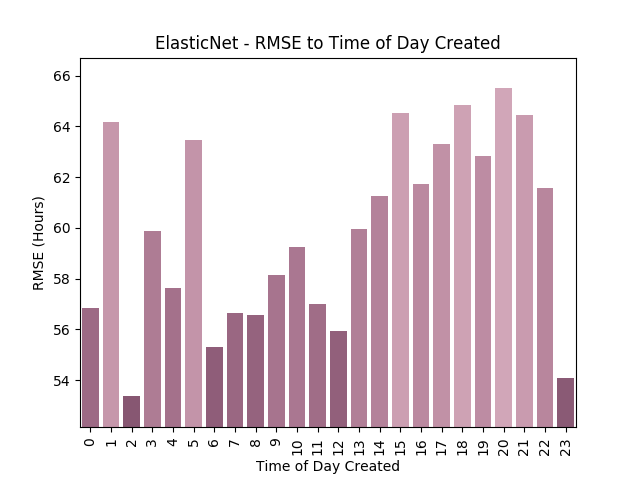 ElasticNet - RMSE to Time of Day Created
66
64
62
60
58
56
54
RMSE (Hours)
0 1 2 3 4 5 6 7 8 9 10 11 12 13 14 15 16 17 18 19 20 21 22 23
Time of Day Created